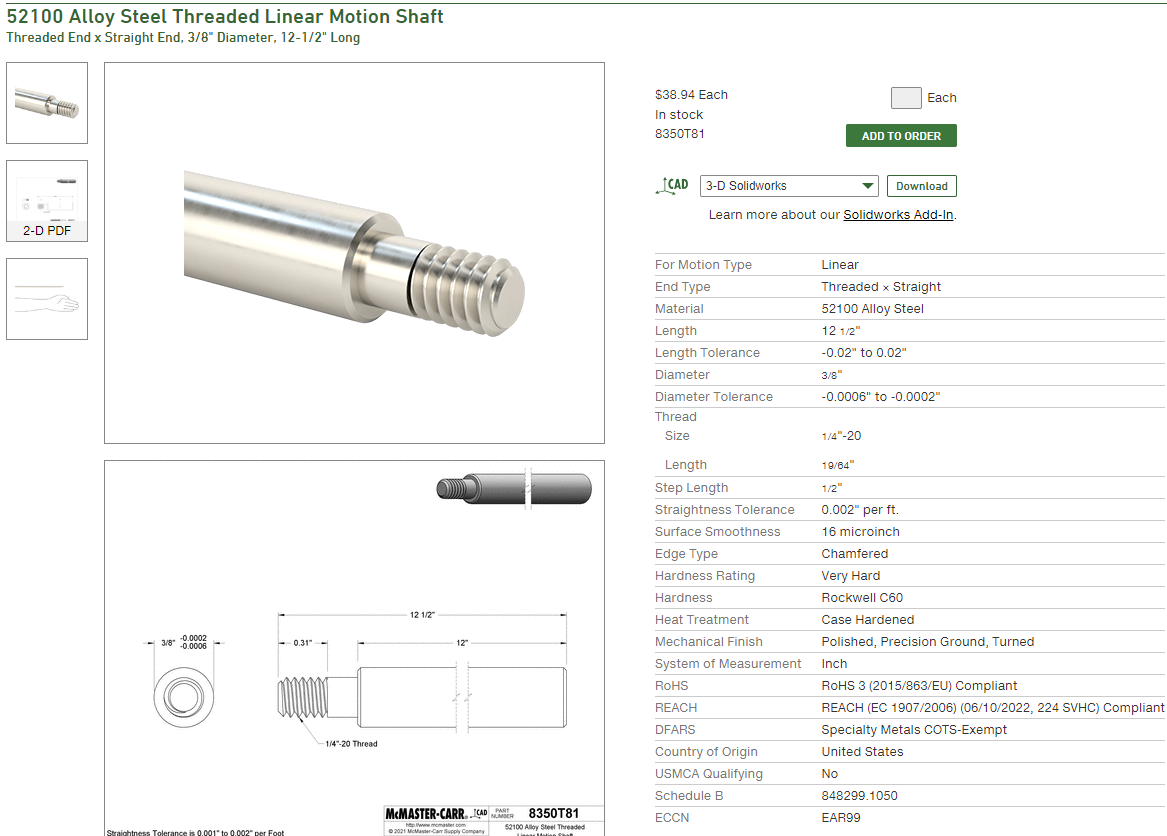 52100 Alloy Steel Threaded Linear Motion Shaft
Threaded End x Straight End, 3/8" Diameter, 12-1/2" Long
2-D PDF
$38.94 Each
In stock
8350T81
Each
ADD TO ORDER
CAD
3-D Solidworks
Download
Learn more about our Solidworks Add-In.
For Motion Type Linear
End Type Threaded × Straight
Material 52100 Alloy Steel
Length 12 1/2"
Length Tolerance -0.02" to 0.02"
Diameter 3/8"
Diameter Tolerance -0.0006" to -0.0002"
Thread
Size 1/4"-20
Length 19/64"
Step Length 1/2"
Straightness Tolerance 0.002" per ft.
Surface Smoothness 16 microinch
Edge Type Chamfered
Hardness Rating Very Hard
Hardness Rockwell C60
Heat Treatment Case Hardened
Mechanical Finish Polished, Precision Ground, Turned
System of Measurement Inch
RoHS RoHS 3 (2015/863/EU) Compliant
REACH REACH (EC 1907/2006) (06/10/2022, 224 SVHC) Compliant
DFARS Specialty Metals COTS-Exempt
Country of Origin United States
USMCA Qualifying No
Schedule B 848299.1050
ECCN EAR99
12 1/2"
3/8" -0.0002
-0.0006
0.31"
12"
1/4"-20 Thread
McMASTER-CARR® CAD
http://www.mcmaster.com
© 2021 McMaster-Carr Supply Company
PART
NUMBER
8350T81
52100 Alloy Steel Threaded
Linear Motion Shaft
Straightness Tolerance is 0.001" to 0.002" per Foot